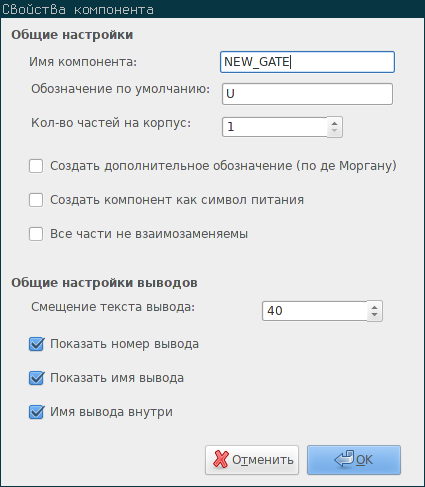 Свойства компонента
Общие настройки
Имя компонента: NEW_GATE
Обозначение по умолчанию: U
Кол-во частей на корпус: 1
Создать дополнительное обозначение (по де Моргану)
Создать компонент как символ питания
Все части не взаимозаменяемы
Общие настройки выводов
Смещение текста вывода: 40
Показать номер вывода
Показать имя вывода
Имя вывода внутри
Отменить OK